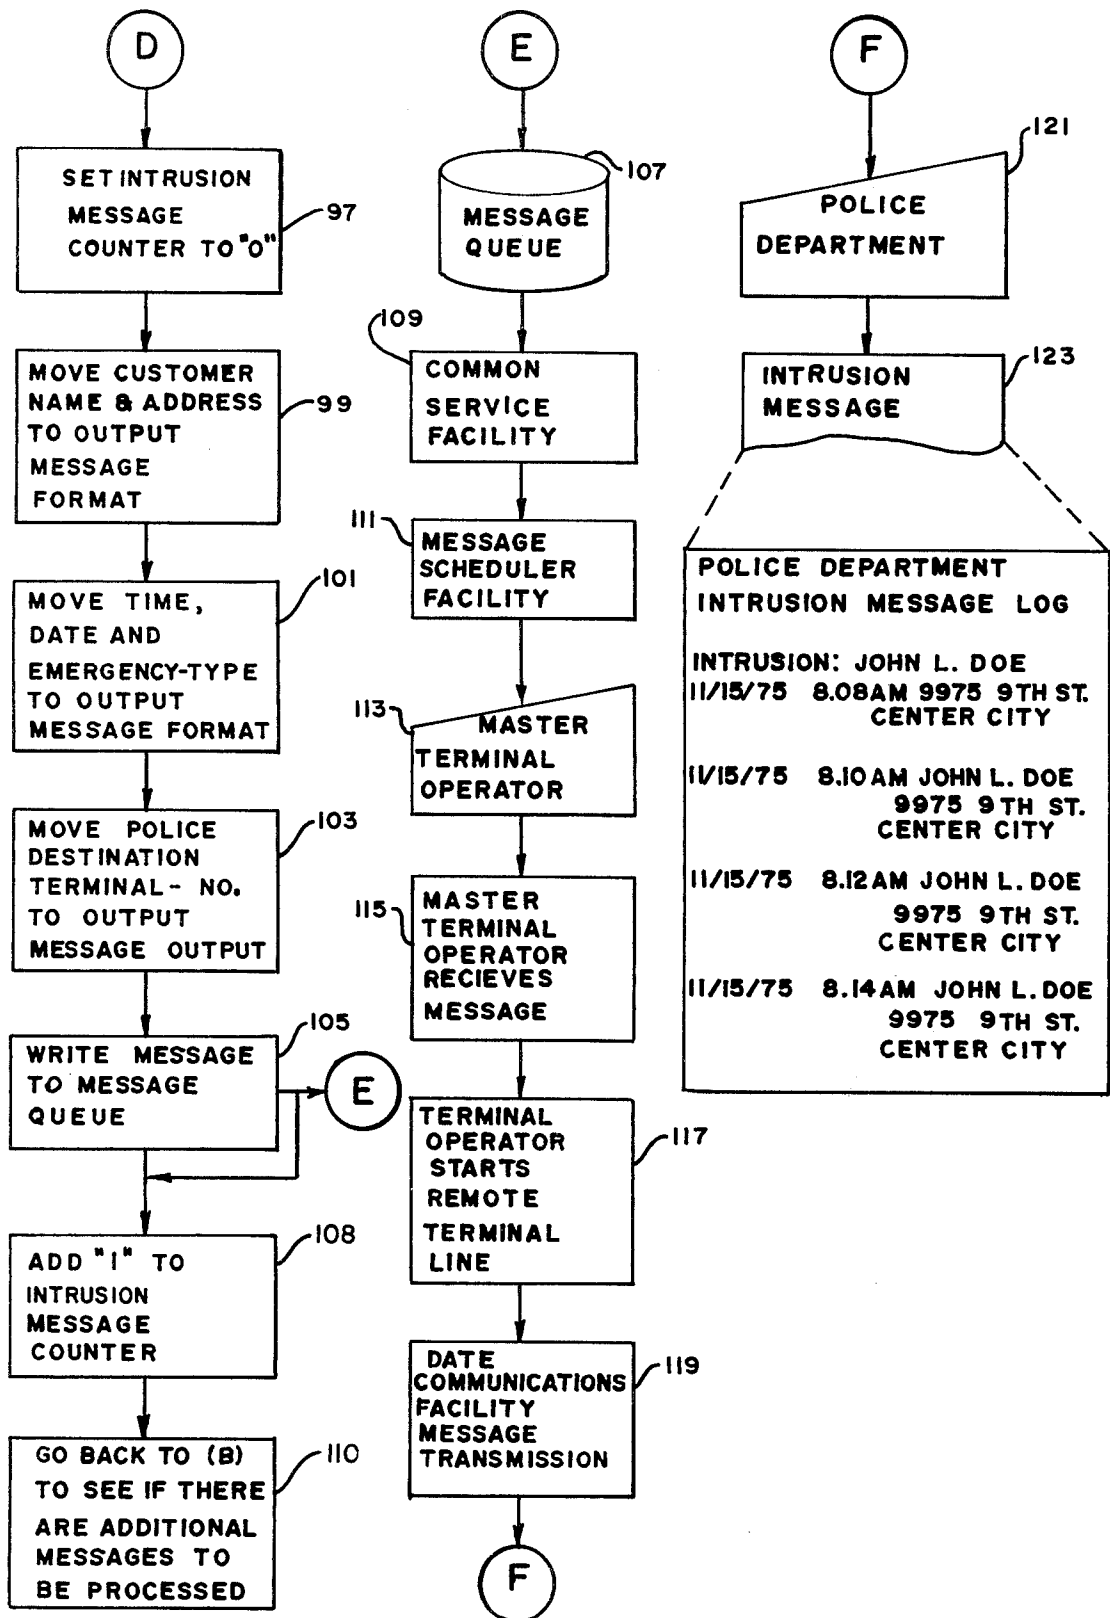 D
SET INTRUSION
MESSAGE
COUNTER TO "0"
97
MOVE CUSTOMER
NAME & ADDRESS
TO OUTPUT
MESSAGE
FORMAT
99
MOVE TIME,
DATE AND
EMERGENCY-TYPE
TO OUTPUT
MESSAGE FORMAT
101
MOVE POLICE
DESTINATION
TERMINAL - NO.
TO OUTPUT
MESSAGE OUTPUT
103
WRITE MESSAGE
TO MESSAGE
QUEUE
105
E
ADD "1" TO
INTRUSION
MESSAGE
COUNTER
108
GO BACK TO (B)
TO SEE IF THERE
ARE ADDITIONAL
MESSAGES TO
BE PROCESSED
110
E
MESSAGE
QUEUE
107
109
COMMON
SERVICE
FACILITY
111
MESSAGE
SCHEDULER
FACILITY
113
MASTER
TERMINAL
OPERATOR
115
MASTER
TERMINAL
OPERATOR
RECIEVES
MESSAGE
TERMINAL
OPERATOR
STARTS
REMOTE
TERMINAL
LINE
117
DATE
COMMUNICATIONS
FACILITY
MESSAGE
TRANSMISSION
119
F
F
121
POLICE
DEPARTMENT
INTRUSION
MESSAGE
123
POLICE DEPARTMENT
INTRUSION MESSAGE LOG
INTRUSION: JOHN L. DOE
11/15/75 8.08AM 9975 9TH ST.
CENTER CITY
11/15/75 8.10AM JOHN L. DOE
9975 9TH ST.
CENTER CITY
11/15/75 8.12AM JOHN L. DOE
9975 9TH ST.
CENTER CITY
11/15/75 8.14AM JOHN L. DOE
9975 9TH ST.
CENTER CITY